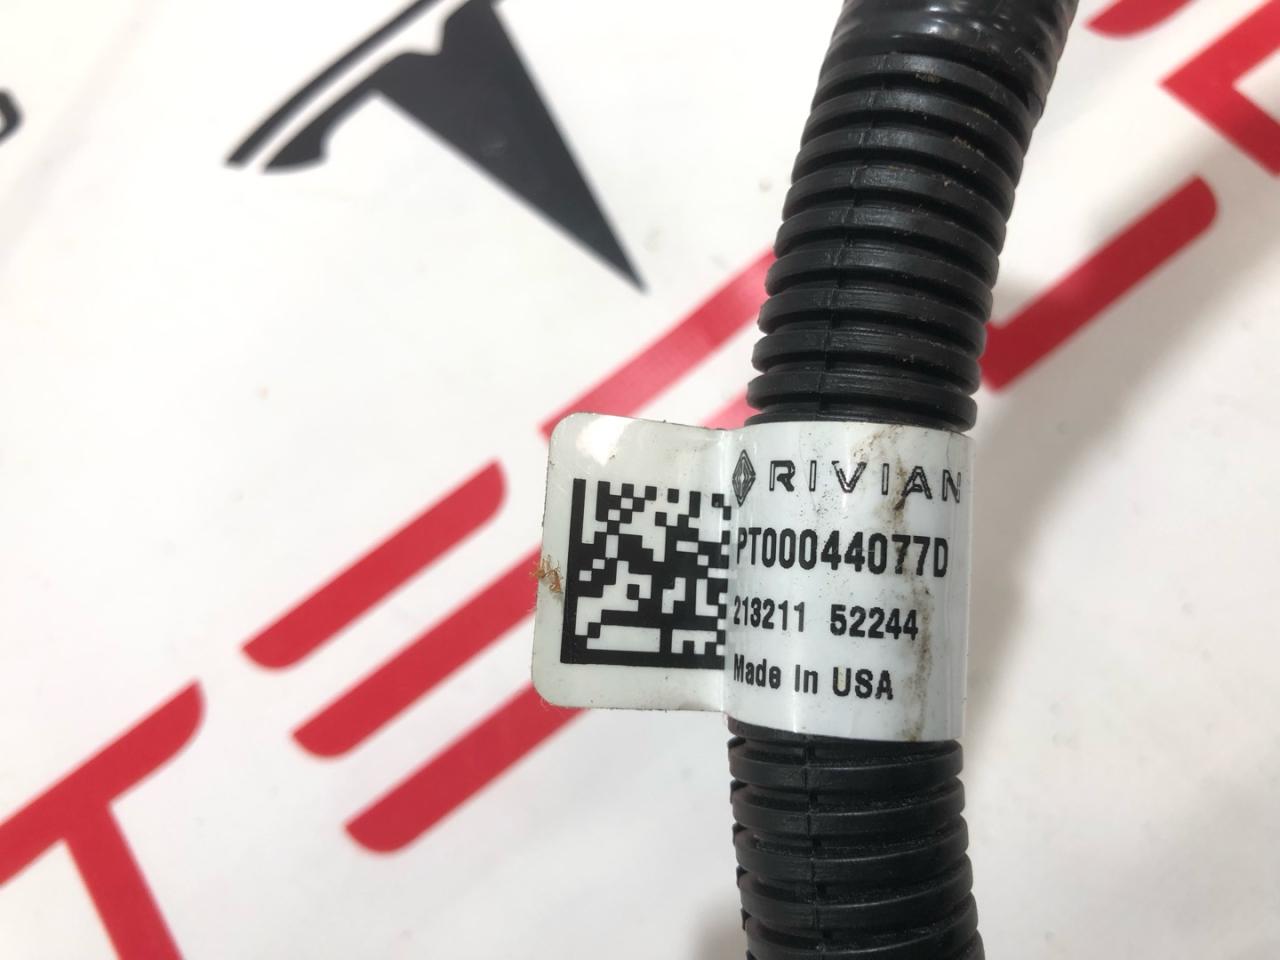 RIVIAN
PT00044077D
213211 52244
Made In USA